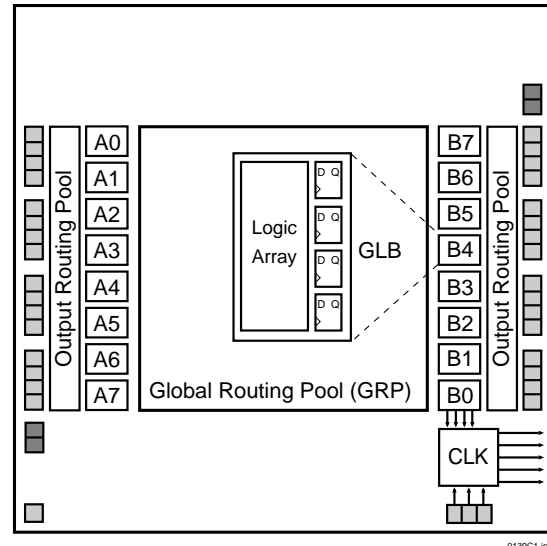 Output Routing Pool
A0
A1
A2
A3
A4
A5
A6
A7
Logic
Array
D Q
D Q
D Q
D Q
GLB
Global Routing Pool (GRP)
B7
B6
B5
B4
B3
B2
B1
B0
Output Routing Pool
CLK